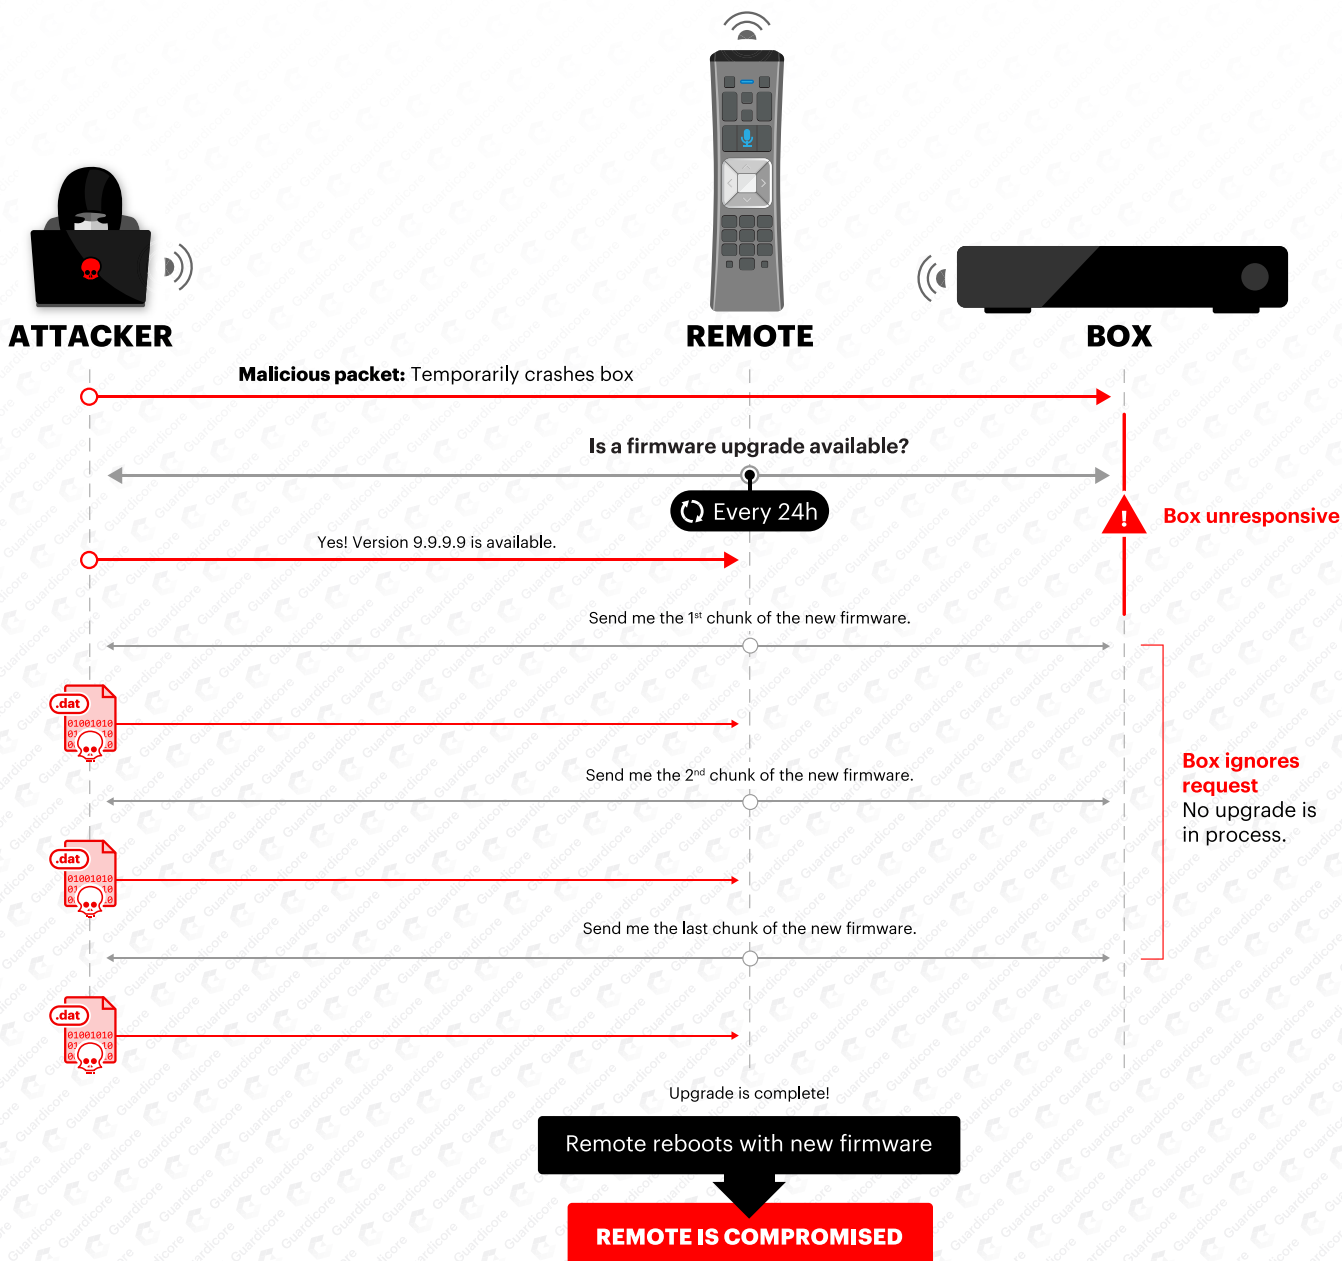 ATTACKER
REMOTE
BOX
Malicious packet: Temporarily crashes box
Is a firmware upgrade available?
Every 24h
Box unresponsive
Yes! Version 9.9.9.9 is available.
Send me the 1st chunk of the new firmware.
.dat
01001010
Send me the 2nd chunk of the new firmware.
Box ignores
request
No upgrade is
in process.
.dat
01001010
Send me the last chunk of the new firmware.
.dat
01001010
Upgrade is complete!
Remote reboots with new firmware
REMOTE IS COMPROMISED
Guardicore